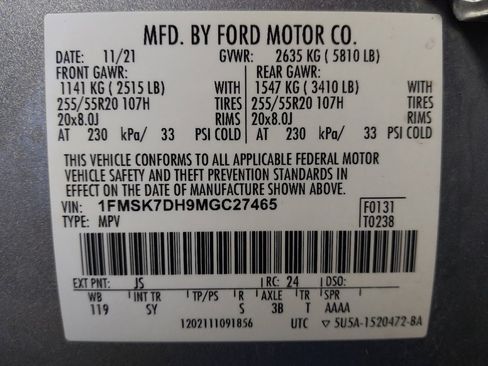 MFD. BY FORD MOTOR CO.
DATE: 11/21 GVWR: 2635 KG ( 5810 LB)
FRONT GAWR: REAR GAWR:
1141 KG ( 2515 LB) WITH 1547 KG ( 3410 LB) WITH
255/55R20 107H TIRES 255/55R20 107H TIRES
20x8.0J RIMS 20x8.0J RIMS
AT 230 kPa/ 33 PSI COLD AT 230 kPa/ 33 PSI COLD
THIS VEHICLE CONFORMS TO ALL APPLICABLE FEDERAL MOTOR
VEHICLE SAFETY AND THEFT PREVENTION STANDARDS IN
EFFECT ON THE DATE OF MANUFACTURE SHOWN ABOVE.
VIN: 1FMSK7DH9MGC27465 F0131
TYPE: MPV T0238
EXT PNT: JS RC: 24 DSO:
WB INT TR TP/PS R AXLE TR SPR
119 SY S 3B T AAAA
1202111091856 UTC ▽ 5U5A-1520472-BA